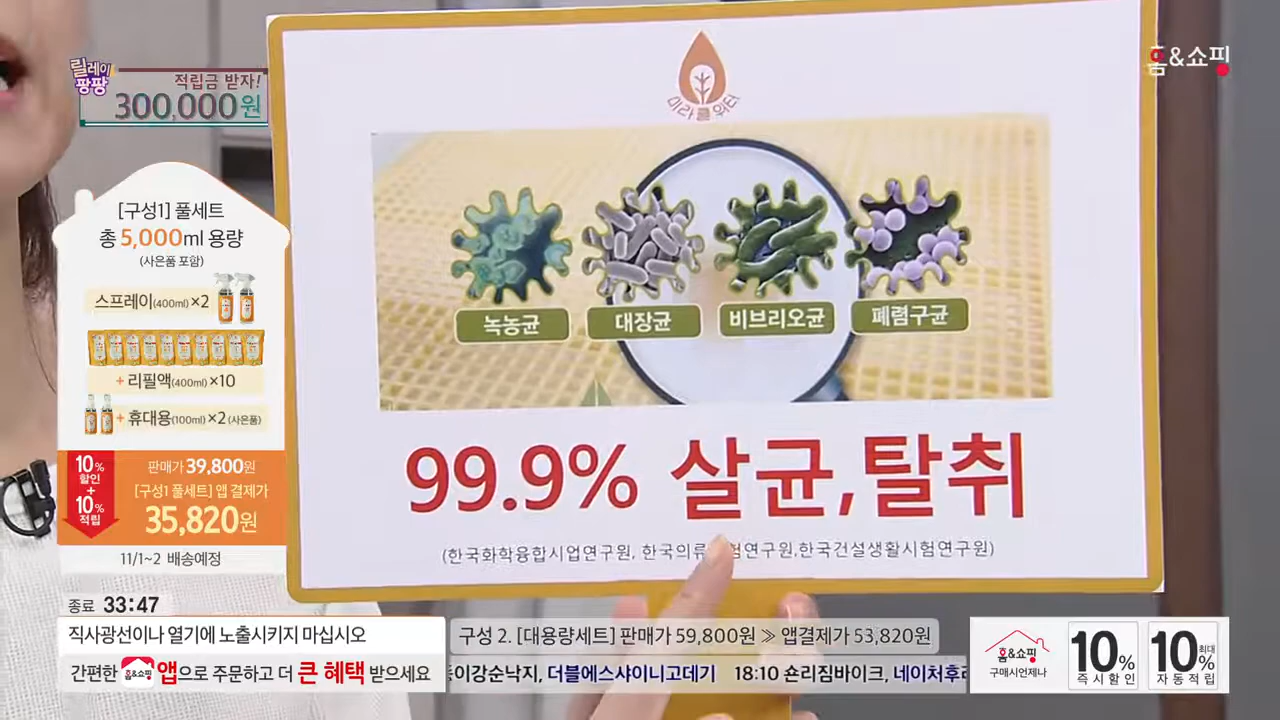 릴레이
팡팡
적립금 받자!
300,000원
홈&쇼핑
미라클워터
[구성1] 풀세트
총 5,000ml 용량
(사은품 포함)
스프레이(400ml)×2
+ 리필액(400ml)×10
+ 휴대용(100ml)×2 (사은품)
10%
할인
+
10%
적립
판매가 39,800원
[구성1 풀세트] 앱 결제가
35,820원
11/1~2 배송예정
녹농균
대장균
비브리오균
폐렴구균
99.9% 살균,탈취
(한국화학융합시업연구원, 한국의류 험연구원.한국건설생활시험연구원)
종료 33:47
직사광선이나 열기에 노출시키지 마십시오
구성 2. [대용량세트] 판매가 59,800원 ≫ 앱결제가 53,820원
간편한 홈&쇼핑 앱으로 주문하고 더 큰 혜택 받으세요
이강순낙지, 더블에스샤이니고데기 18:10 숀리짐바이크, 네이처후
홈&쇼핑
구매시언제나
10%
즉시할인
10%
최대
자동적립